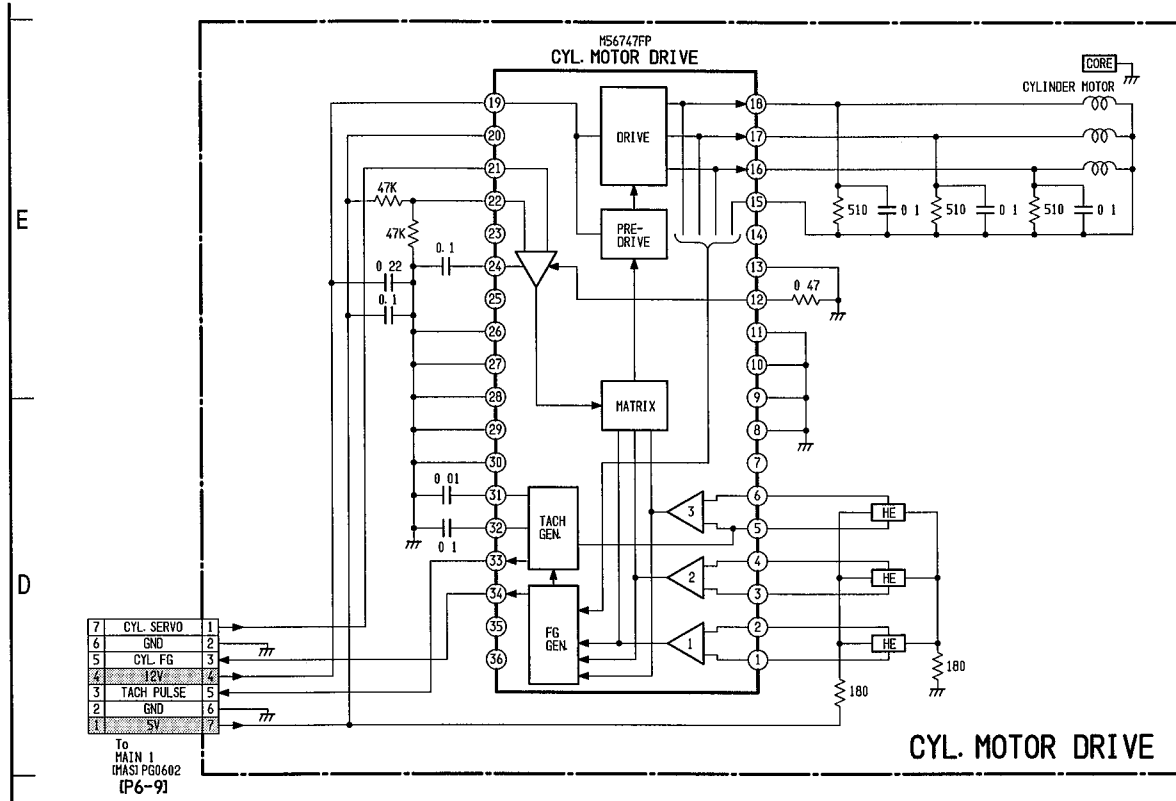 M56747FP
CYL. MOTOR DRIVE
CORE
CYLINDER MOTOR
19
20
21
22
23
24
25
26
27
28
29
30
31
32
33
34
35
36
18
17
16
15
14
13
12
11
10
9
8
7
6
5
4
3
2
1
DRIVE
PRE-
DRIVE
MATRIX
TACH
GEN.
FG
GEN.
3
2
1
47K
47K
0.1
0 22
0.1
0 01
0 1
510
0 1
510
0 1
510
0 1
0 47
HE
HE
HE
180
180
E
D
7 CYL. SERVO 1
6 GND 2
5 CYL. FG 3
4 12V 4
3 TACH PULSE 5
2 GND 6
1 5V 7
To
MAIN 1
[MAS] PG0602
[P6-9]
CYL. MOTOR DRIVE